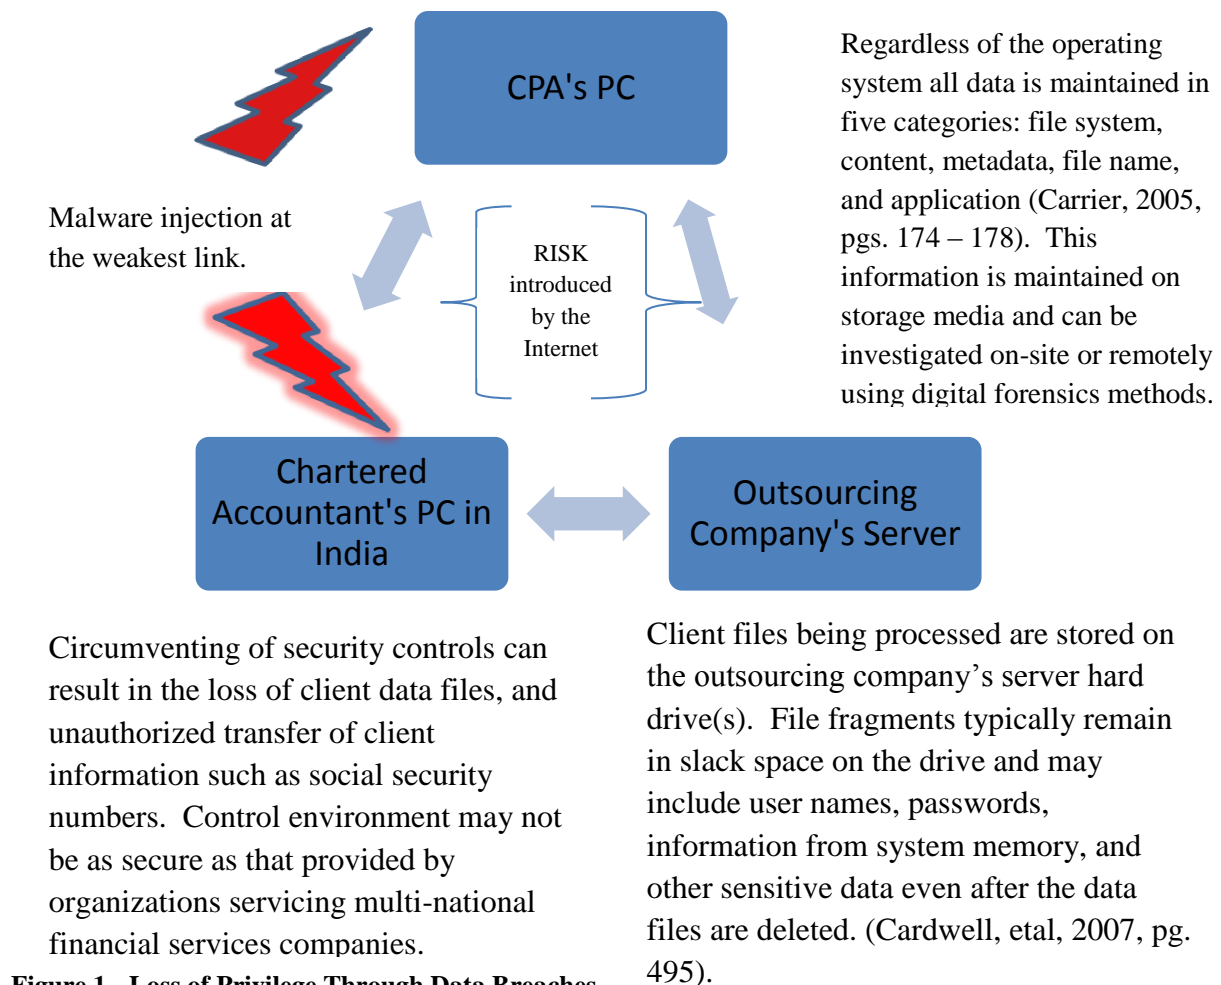 CPA's PC
Regardless of the operating
system all data is maintained in
five categories: file system,
content, metadata, file name,
and application (Carrier, 2005,
pgs. 174 – 178).  This
information is maintained on
storage media and can be
investigated on-site or remotely
using digital forensics methods.
Malware injection at
the weakest link.
RISK
introduced
by the
Internet
Chartered
Accountant's PC in
India
Outsourcing
Company's Server
Circumventing of security controls can
result in the loss of client data files, and
unauthorized transfer of client
information such as social security
numbers.  Control environment may not
be as secure as that provided by
organizations servicing multi-national
financial services companies.
Client files being processed are stored on
the outsourcing company’s server hard
drive(s).  File fragments typically remain
in slack space on the drive and may
include user names, passwords,
information from system memory, and
other sensitive data even after the data
files are deleted. (Cardwell, etal, 2007, pg.
495).
Figure 1 - Loss of Privilege Through Data Breaches